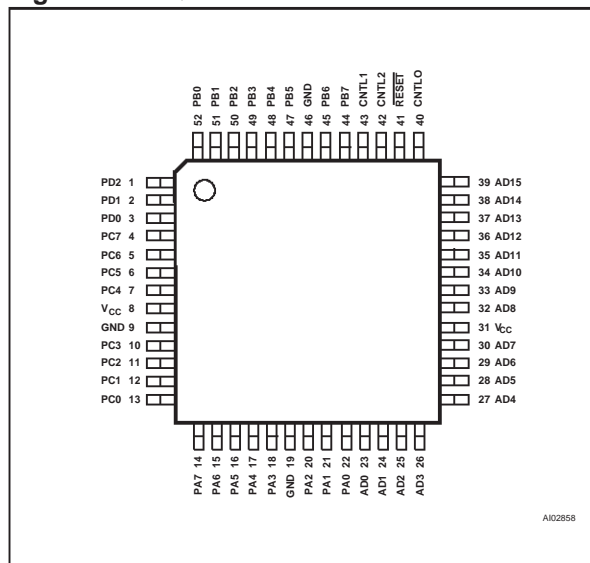 52 PB0
51 PB1
50 PB2
49 PB3
48 PB4
47 PB5
46 GND
45 PB6
44 PB7
43 CNTL1
42 CNTL2
41 RESET
40 CNTL0
PD2 1
PD1 2
PD0 3
PC7 4
PC6 5
PC5 6
PC4 7
VCC 8
GND 9
PC3 10
PC2 11
PC1 12
PC0 13
39 AD15
38 AD14
37 AD13
36 AD12
35 AD11
34 AD10
33 AD9
32 AD8
31 VCC
30 AD7
29 AD6
28 AD5
27 AD4
PA7 14
PA6 15
PA5 16
PA4 17
PA3 18
GND 19
PA2 20
PA1 21
PA0 22
AD0 23
AD1 24
AD2 25
AD3 26
AI02858